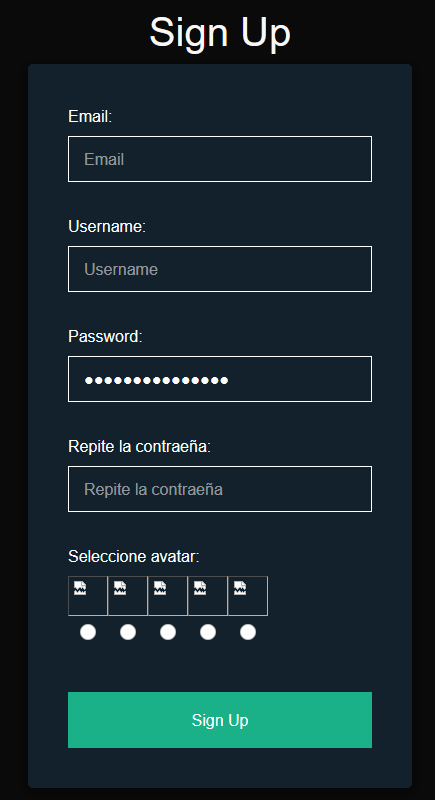 Sign Up
Email:
Email
Username:
Username
Password:
●●●●●●●●●●●●●●●
Repite la contraeña:
Repite la contraeña
Seleccione avatar:
Sign Up